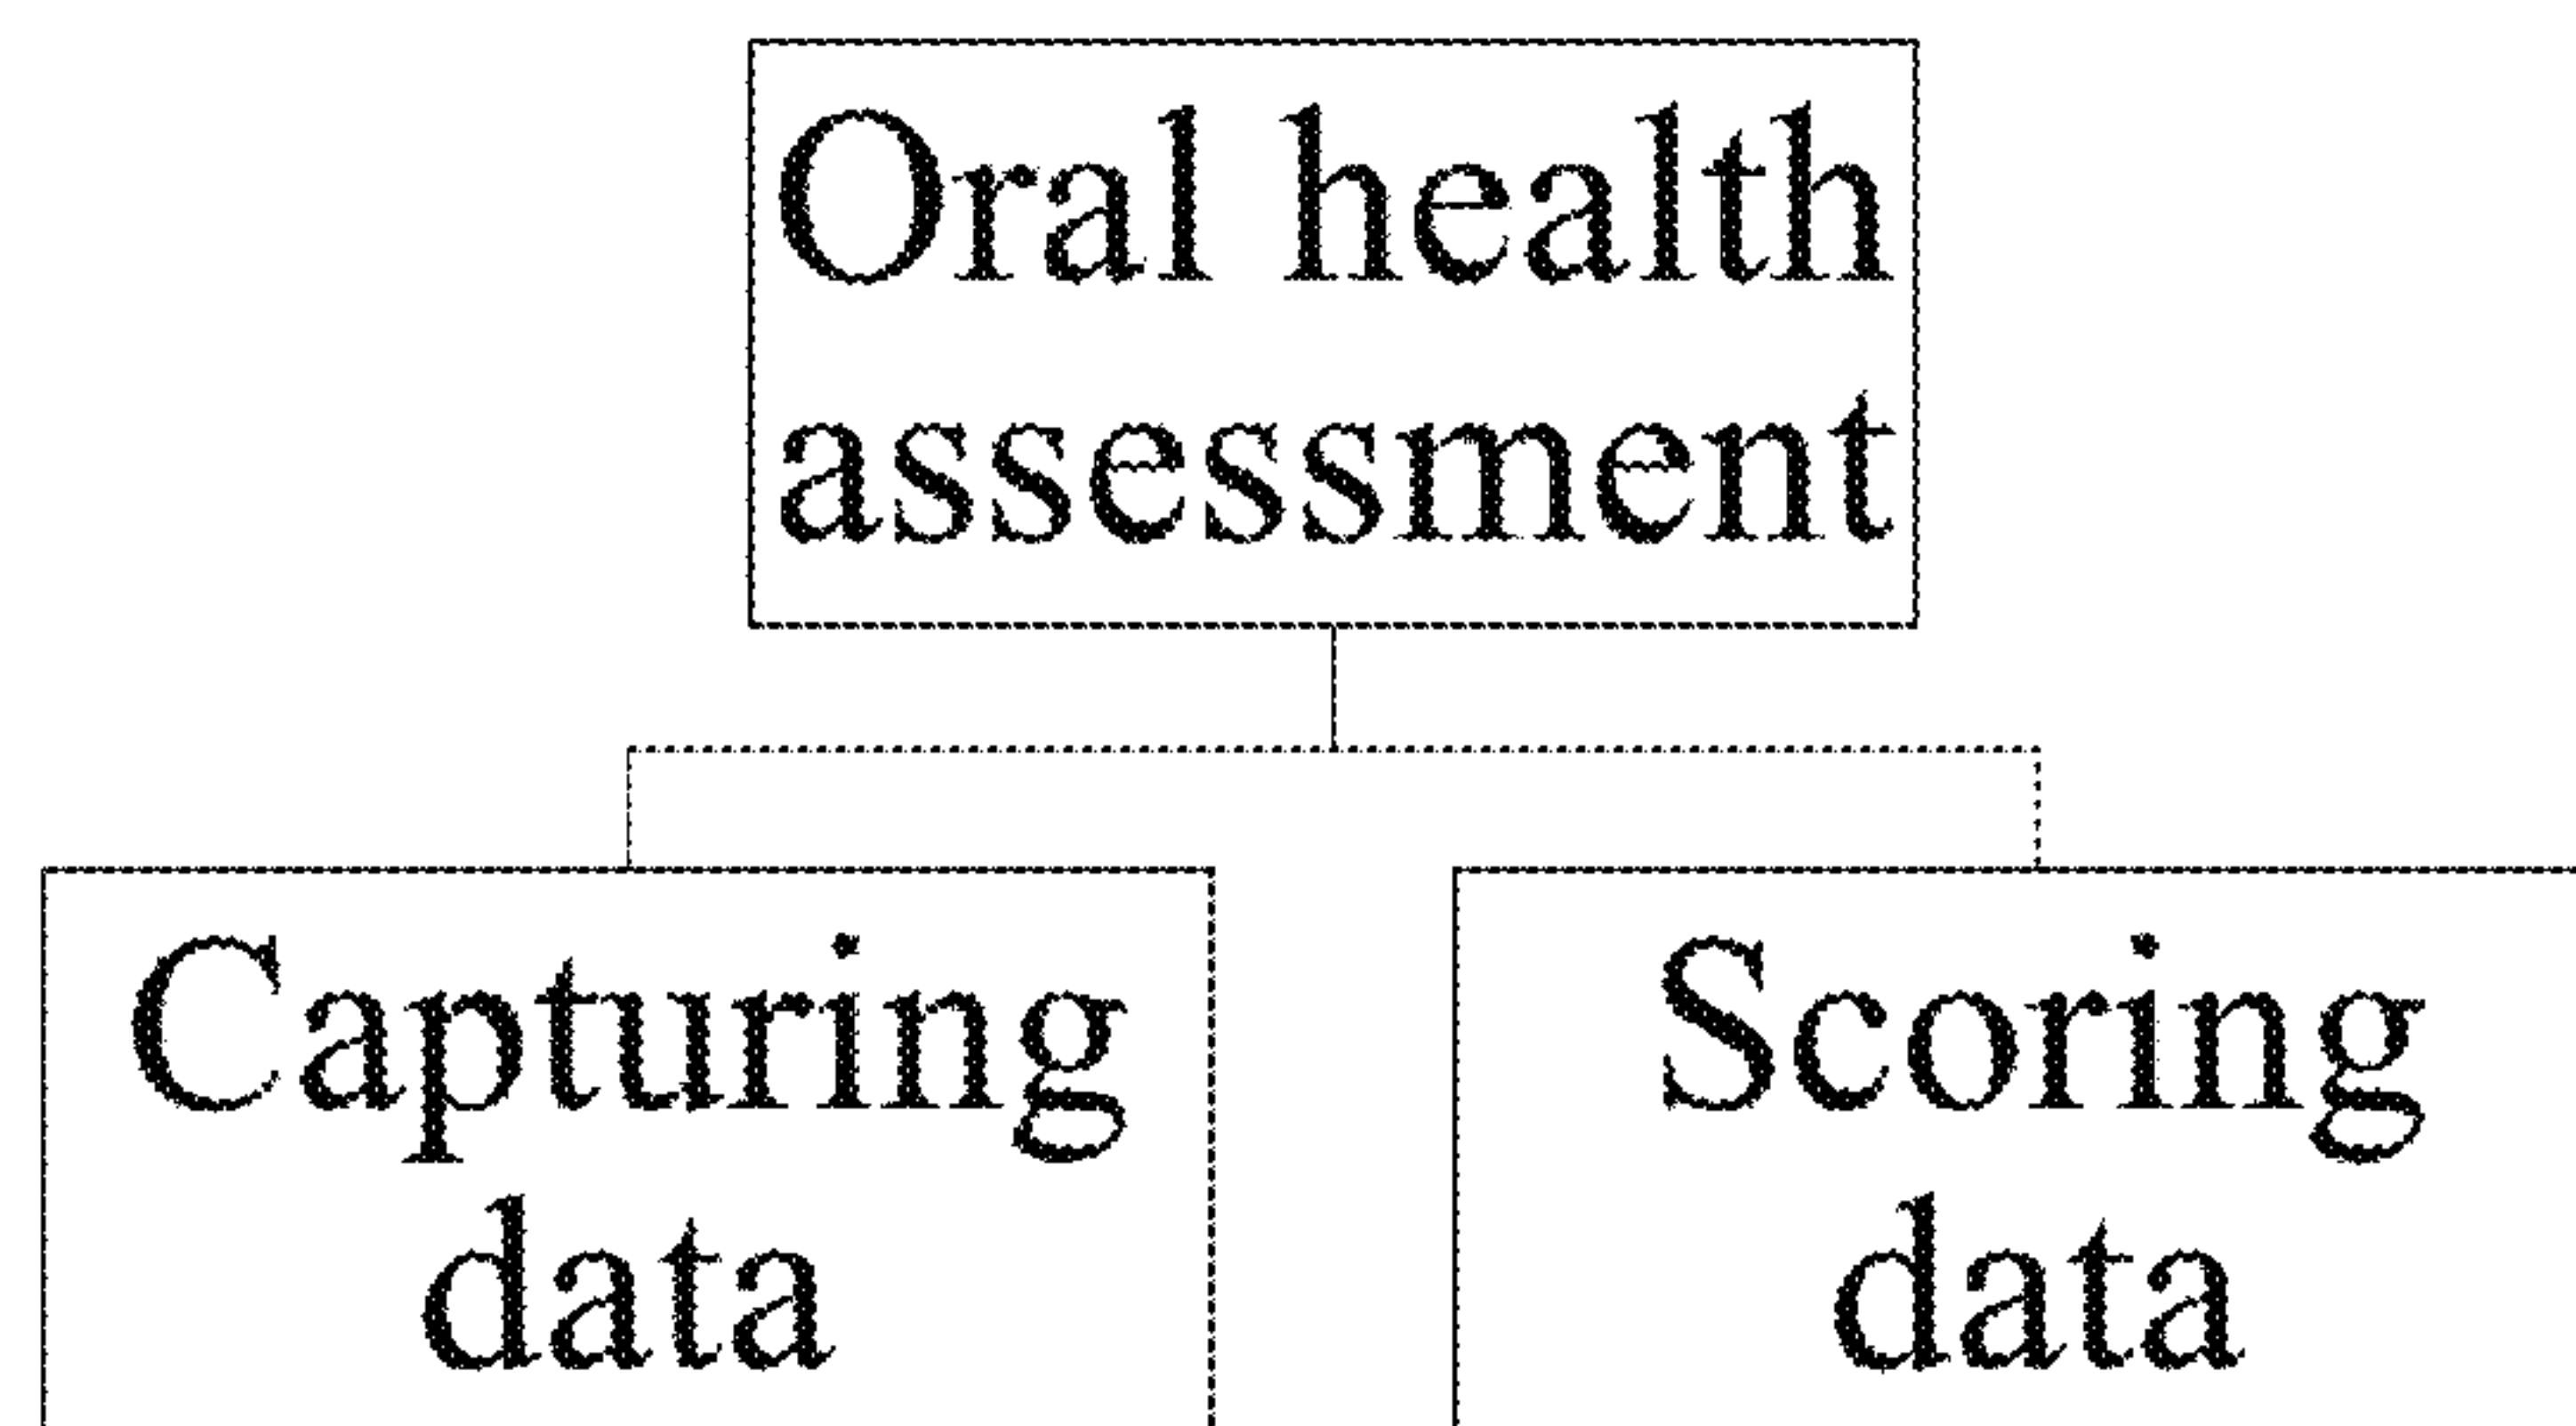 Oral health
assessment
Capturing
data
Scoring
data